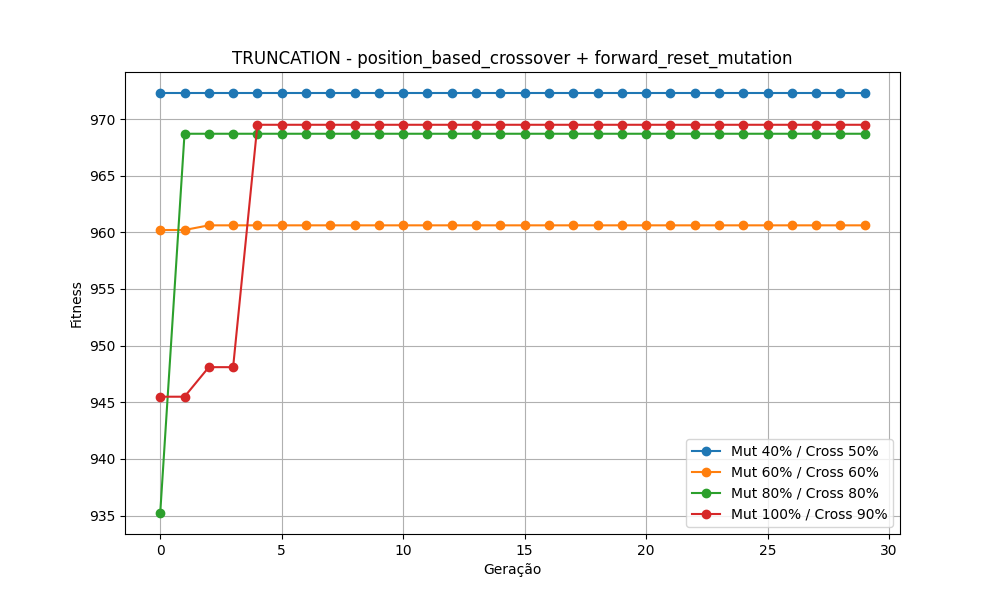 TRUNCATION - position_based_crossover + forward_reset_mutation
Fitness
970
965
960
955
950
945
940
935
0 5 10 15 20 25 30
Geração
Mut 40% / Cross 50%
Mut 60% / Cross 60%
Mut 80% / Cross 80%
Mut 100% / Cross 90%